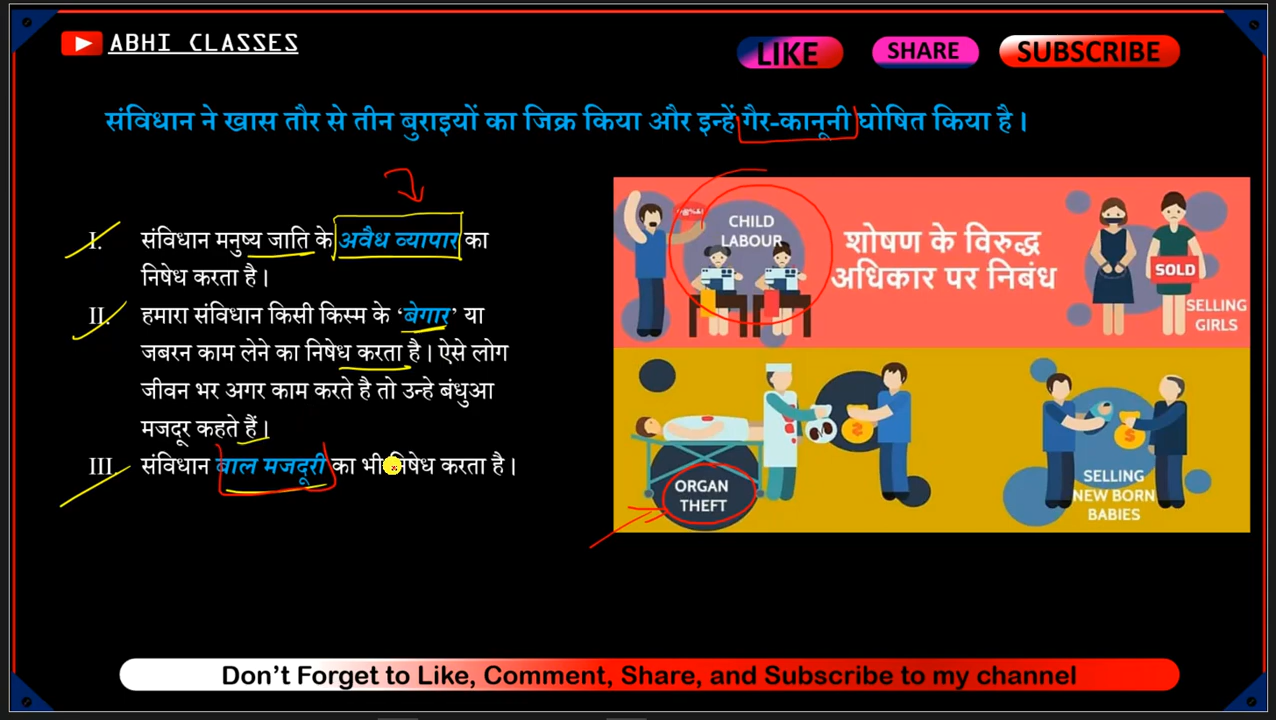 ABHI CLASSES
LIKE
SHARE
SUBSCRIBE
संविधान ने खास तौर से तीन बुराइयों का जिक्र किया और इन्हें गैर-कानूनी घोषित किया है।
I. संविधान मनुष्य जाति के अवैध व्यापार का
निषेध करता है।
II. हमारा संविधान किसी किस्म के ‘बेगार’ या
जबरन काम लेने का निषेध करता है। ऐसे लोग
जीवन भर अगर काम करते है तो उन्हे बंधुआ
मजदूर कहते हैं।
III. संविधान बाल मजदूरी का भी निषेध करता है।
CHILD
LABOUR
शोषण के विरुद्ध
अधिकार पर निबंध
SOLD
SELLING
GIRLS
ORGAN
THEFT
SELLING
NEW BORN
BABIES
Don’t Forget to Like, Comment, Share, and Subscribe to my channel